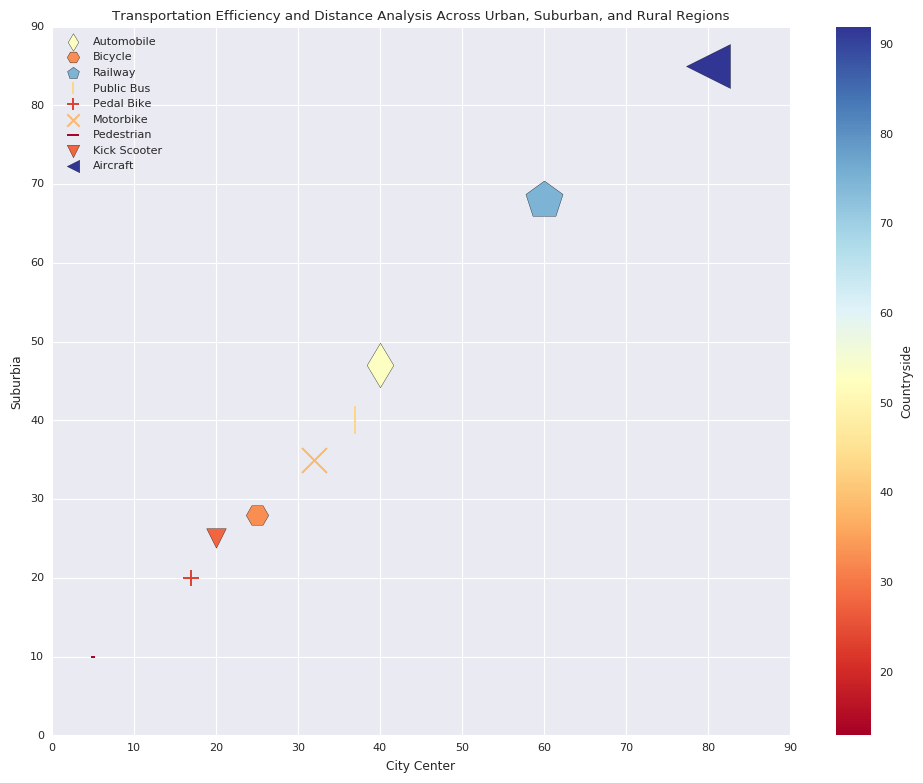 Transportation Efficiency and Distance Analysis Across Urban, Suburban, and Rural Regions
Automobile
Bicycle
Railway
Public Bus
Pedal Bike
Motorbike
Pedestrian
Kick Scooter
Aircraft
90
80
70
60
50
40
30
20
10
0
Suburbia
0 10 20 30 40 50 60 70 80 90
City Center
90
80
70
60
50
40
30
20
Countryside